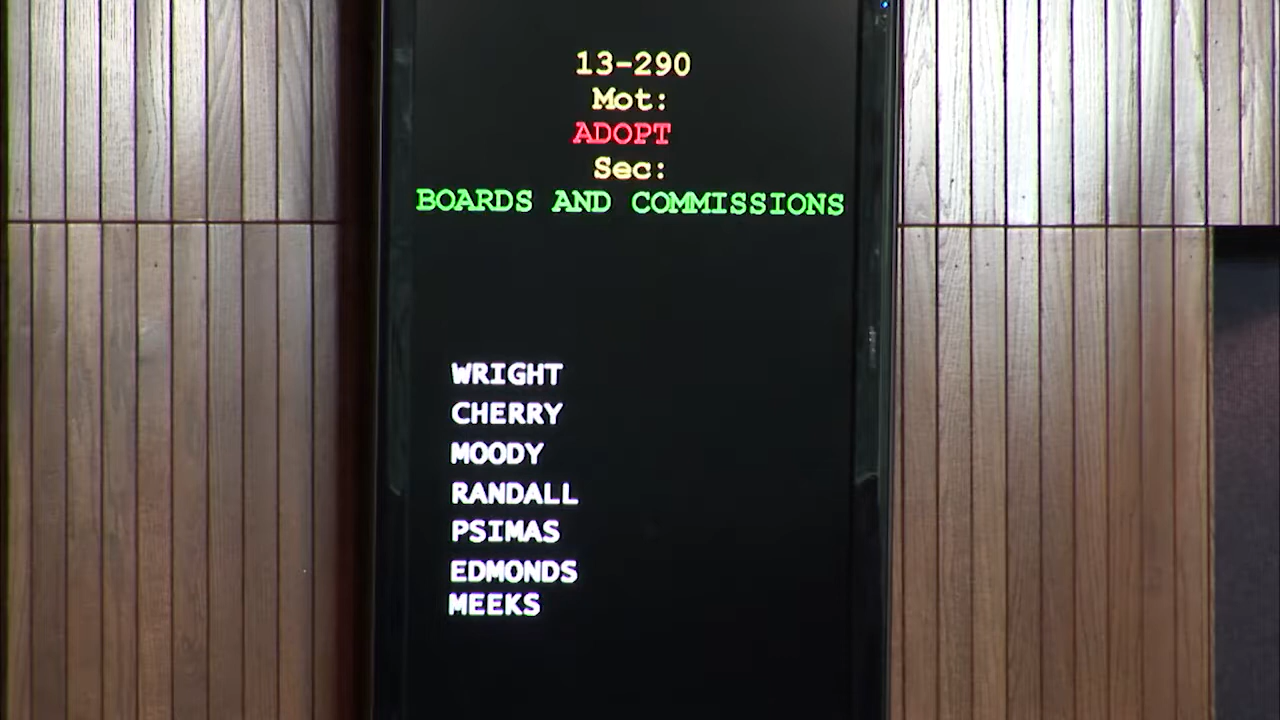 13-290
Mot:
ADOPT
Sec:
BOARDS AND COMMISSIONS
WRIGHT
CHERRY
MOODY
RANDALL
PSIMAS
EDMONDS
MEEKS